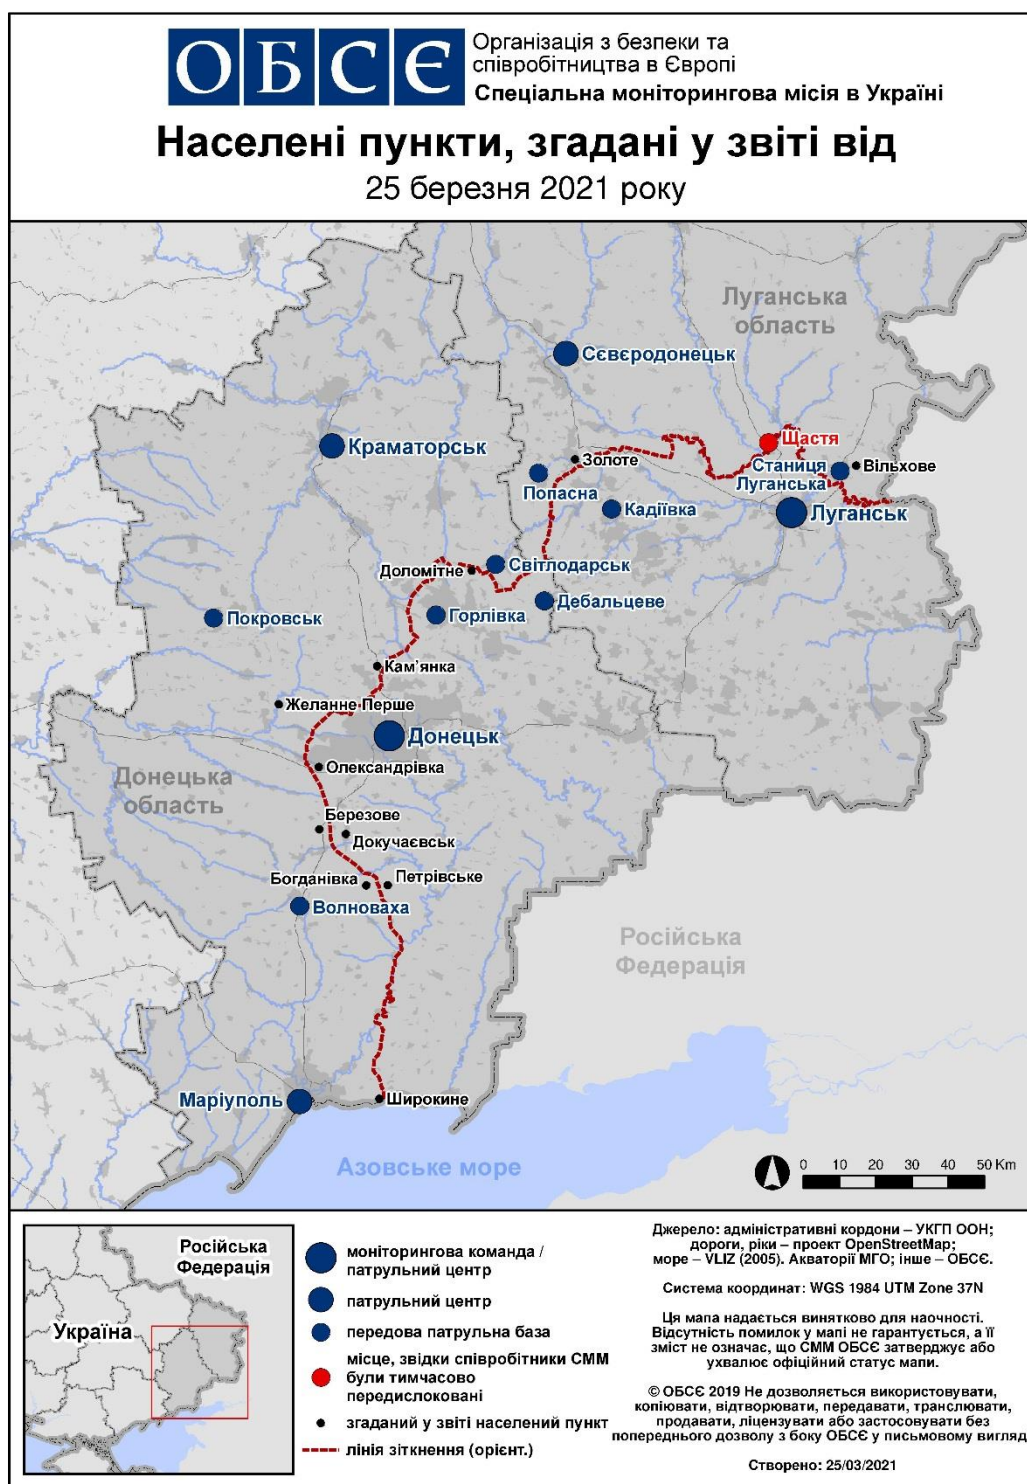 ОБСЄ
Організація з безпеки та
співробітництва в Європі
Спеціальна моніторингова місія в Україні
Населені пункти, згадані у звіті від
25 березня 2021 року
Луганська
область
Сєвєродонецьк
Краматорськ
Щастя
Золоте
Станиця
Луганська
Вільхове
Попасна
Кадіївка
Луганськ
Доломітне
Світлодарськ
Дебальцеве
Покровськ
Горлівка
Кам'янка
Желанне Перше
Донецьк
Донецька
область
Олександрівка
Березове
Докучаєвськ
Богданівка
Петрівське
Волноваха
Російська
Федерація
Маріуполь
Широкине
Азовське море
0 10 20 30 40 50 Km
Російська
Федерація
Україна
моніторингова команда /
патрульний центр
патрульний центр
передова патрульна база
місце, звідки співробітники СММ
були тимчасово
передислоковані
згаданий у звіті населений пункт
лінія зіткнення (орієнт.)
Джерело: адміністративні кордони – УКГП ООН;
дороги, ріки – проект OpenStreetMap;
море – VLIZ (2005). Акваторії МГО; інше – ОБСЄ.
Система координат: WGS 1984 UTM Zone 37N
Ця мапа надається винятково для наочності.
Відсутність помилок у мапі не гарантується, а її
зміст не означає, що СММ ОБСЄ затверджує або
ухвалює офіційний статус мапи.
© ОБСЄ 2019 Не дозволяється використовувати,
копіювати, відтворювати, передавати, транслювати,
продавати, ліцензувати або застосовувати без
попереднього дозволу з боку ОБСЄ у письмовому вигляд
Створено: 25/03/2021